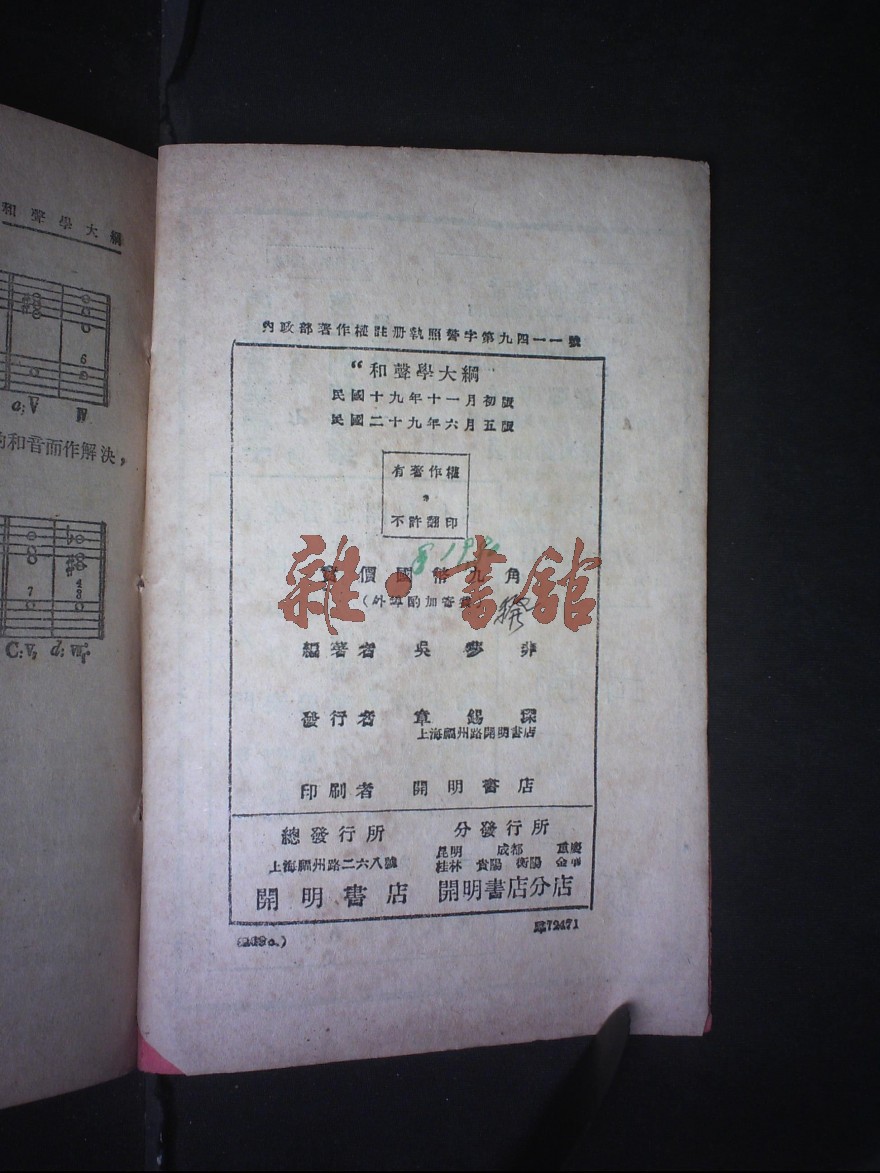 和聲學大綱
a: V Ⅳ
的和音而作解決，
C: V₇ d:
內政部著作權註冊執照警字第九四一一號
“和聲學大綱”
民國十九年十一月初版
民國二十九年六月五版
有著作權
不許翻印
實價國幣九角
(外埠酌加寄費)
雜·書館
編著者 吳夢非
發行者 章錫琛
上海福州路開明書店
印刷者 開明書店
總發行所
上海福州路二六八號
開明書店
分發行所
昆明 成都 重慶
桂林 貴陽 衡陽 金華
開明書店分店